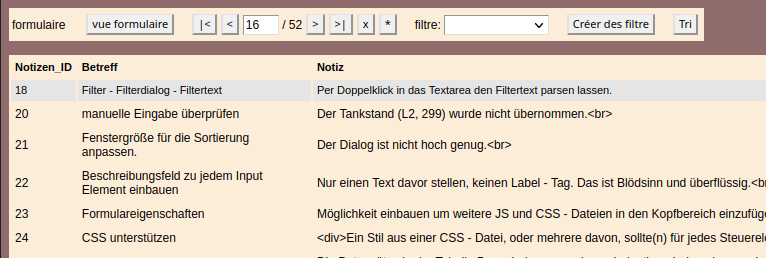 formulaire vue formulaire |< < 16 / 52 > >| x * filtre: Créer des filtre Tri
Notizen_ID Betreff Notiz
18 Filter - Filterdialog - Filtertext Per Doppelklick in das Textarea den Filtertext parsen lassen.
20 manuelle Eingabe überprüfen Der Tankstand (L2, 299) wurde nicht übernommen.<br>
21 Fenstergröße für die Sortierung
anpassen. Der Dialog ist nicht hoch genug.<br>
22 Beschreibungsfeld zu jedem Input
Element einbauen Nur einen Text davor stellen, keinen Label - Tag. Das ist Blödsinn und überflüssig.<br
23 Formulareigenschaften Möglichkeit einbauen um weitere JS und CSS - Dateien in den Kopfbereich einzufüge
24 CSS unterstützen <div>Ein Stil aus einer CSS - Datei, oder mehrere davon, sollte(n) für jedes Steuerele